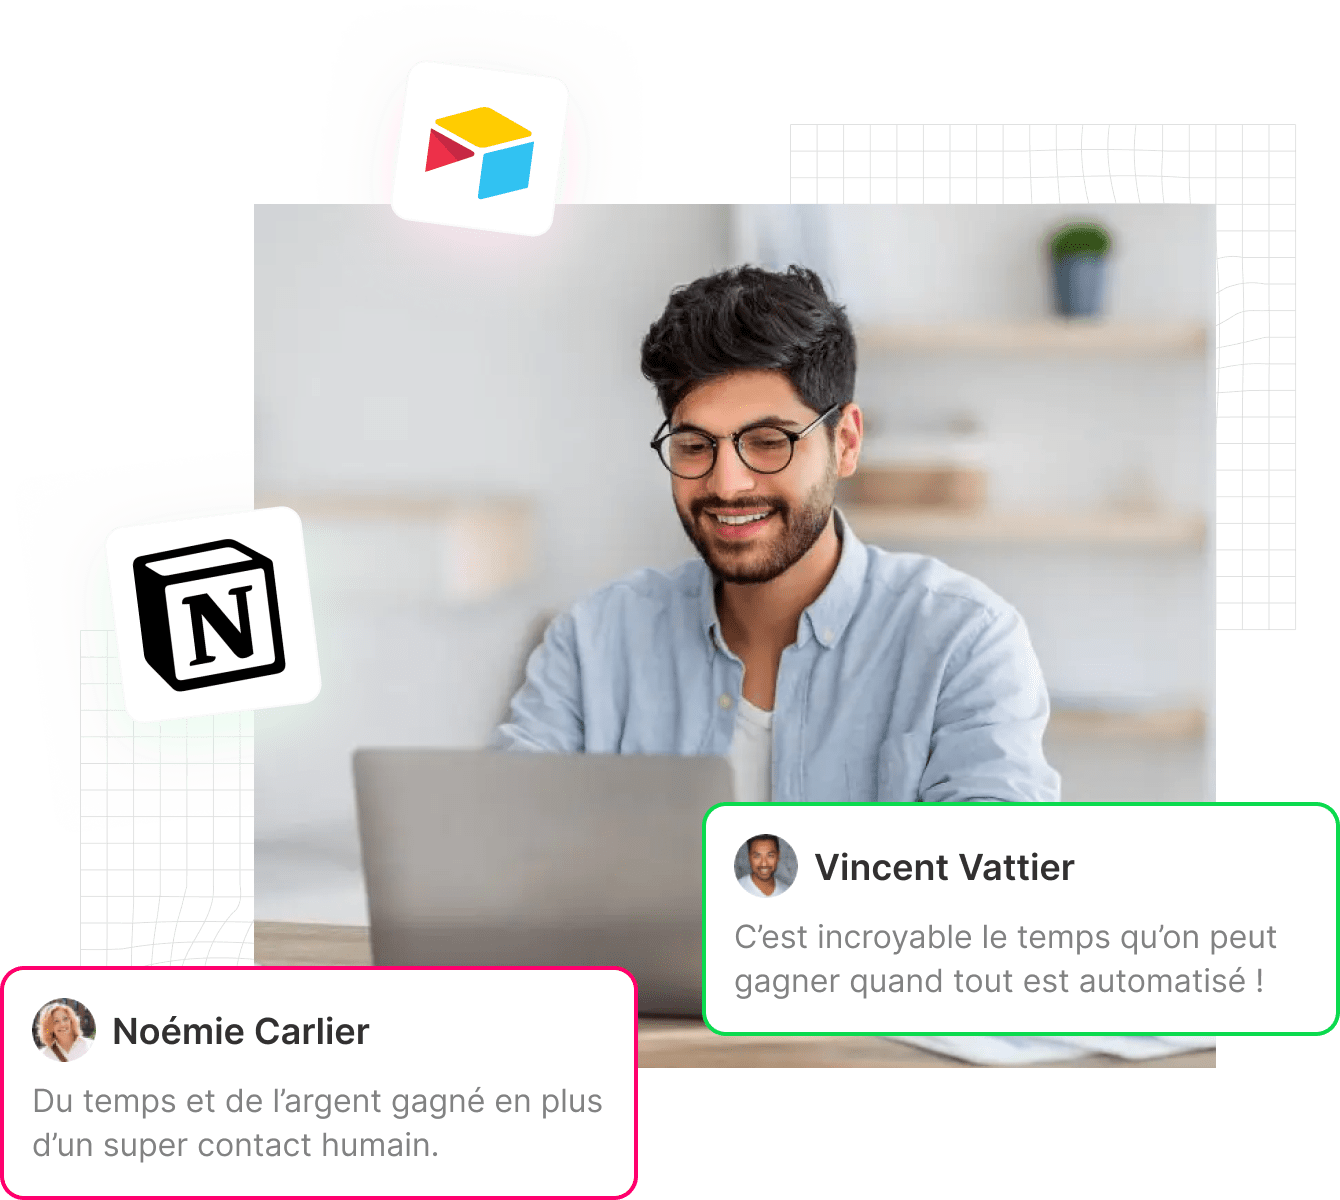 N
Vincent Vattier
C’est incroyable le temps qu’on peut
gagner quand tout est automatisé !
Noémie Carlier
Du temps et de l’argent gagné en plus
d’un super contact humain.